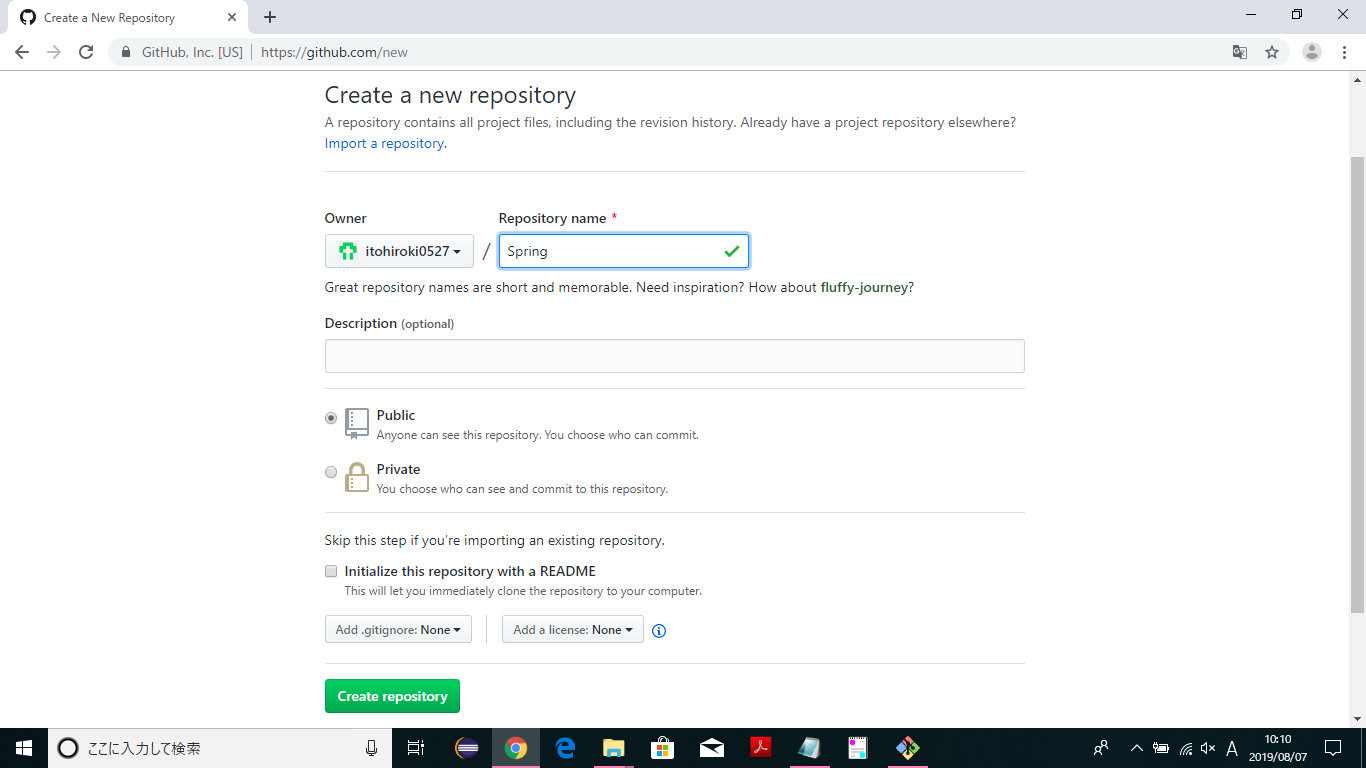 Create a New Repository
GitHub, Inc. [US] https://github.com/new
Create a new repository
A repository contains all project files, including the revision history. Already have a project repository elsewhere?
Import a repository.
Owner Repository name *
itohiroki0527 / Spring
Great repository names are short and memorable. Need inspiration? How about fluffy-journey?
Description (optional)
Public
Anyone can see this repository. You choose who can commit.
Private
You choose who can see and commit to this repository.
Skip this step if you're importing an existing repository.
Initialize this repository with a README
This will let you immediately clone the repository to your computer.
Add .gitignore: None Add a license: None
Create repository
ここに入力して検索
A
10:10
2019/08/07